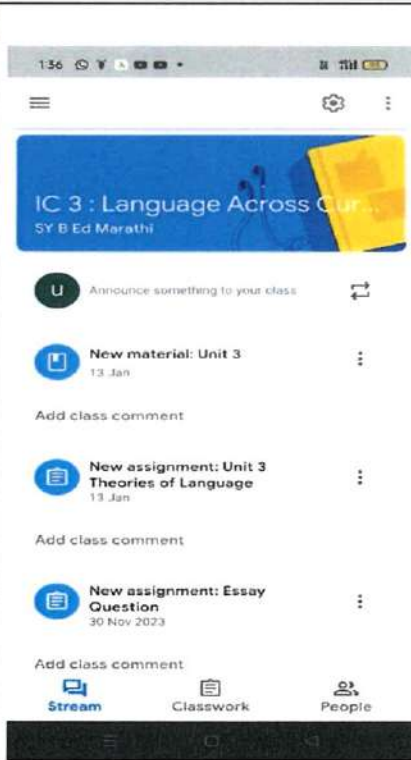 136
IC 3 : Language Across Cur...
SY B Ed Marathi
u
Announce something to your class
New material: Unit 3
13 Jan
Add class comment
New assignment: Unit 3
Theories of Language
13 Jan
Add class comment
New assignment: Essay
Question
30 Nov 2023
Add class comment
Stream Classwork People